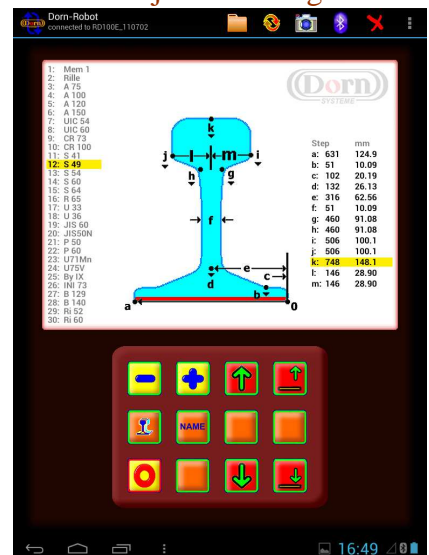 Dorn-Robot
connected to RD100E_110702
1: Mem 1
2: Rille
3: A 75
4: A 100
5: A 120
6: A 150
7: UIC 54
8: UIC 60
9: CR 73
10: CR 100
11: S 41
12: S 49
13: S 54
14: S 60
15: S 64
16: R 65
17: U 33
18: U 36
19: JIS 60
20: JIS50N
21: P 50
22: P 60
23: U71Mn
24: U75V
25: By IX
26: INI 73
27: B 129
28: B 140
29: Ri 52
30: Ri 60
Dorn
SYSTEME
k
j
l
m
i
h
g
f
e
c
d
b
a
0
Step mm
a: 631 124.9
b: 51 10.09
c: 102 20.19
d: 132 26.13
e: 316 62.56
f: 51 10.09
g: 460 91.08
h: 460 91.08
i: 506 100.1
j: 506 100.1
k: 748 148.1
l: 146 28.90
m: 146 28.90
NAME
16:49